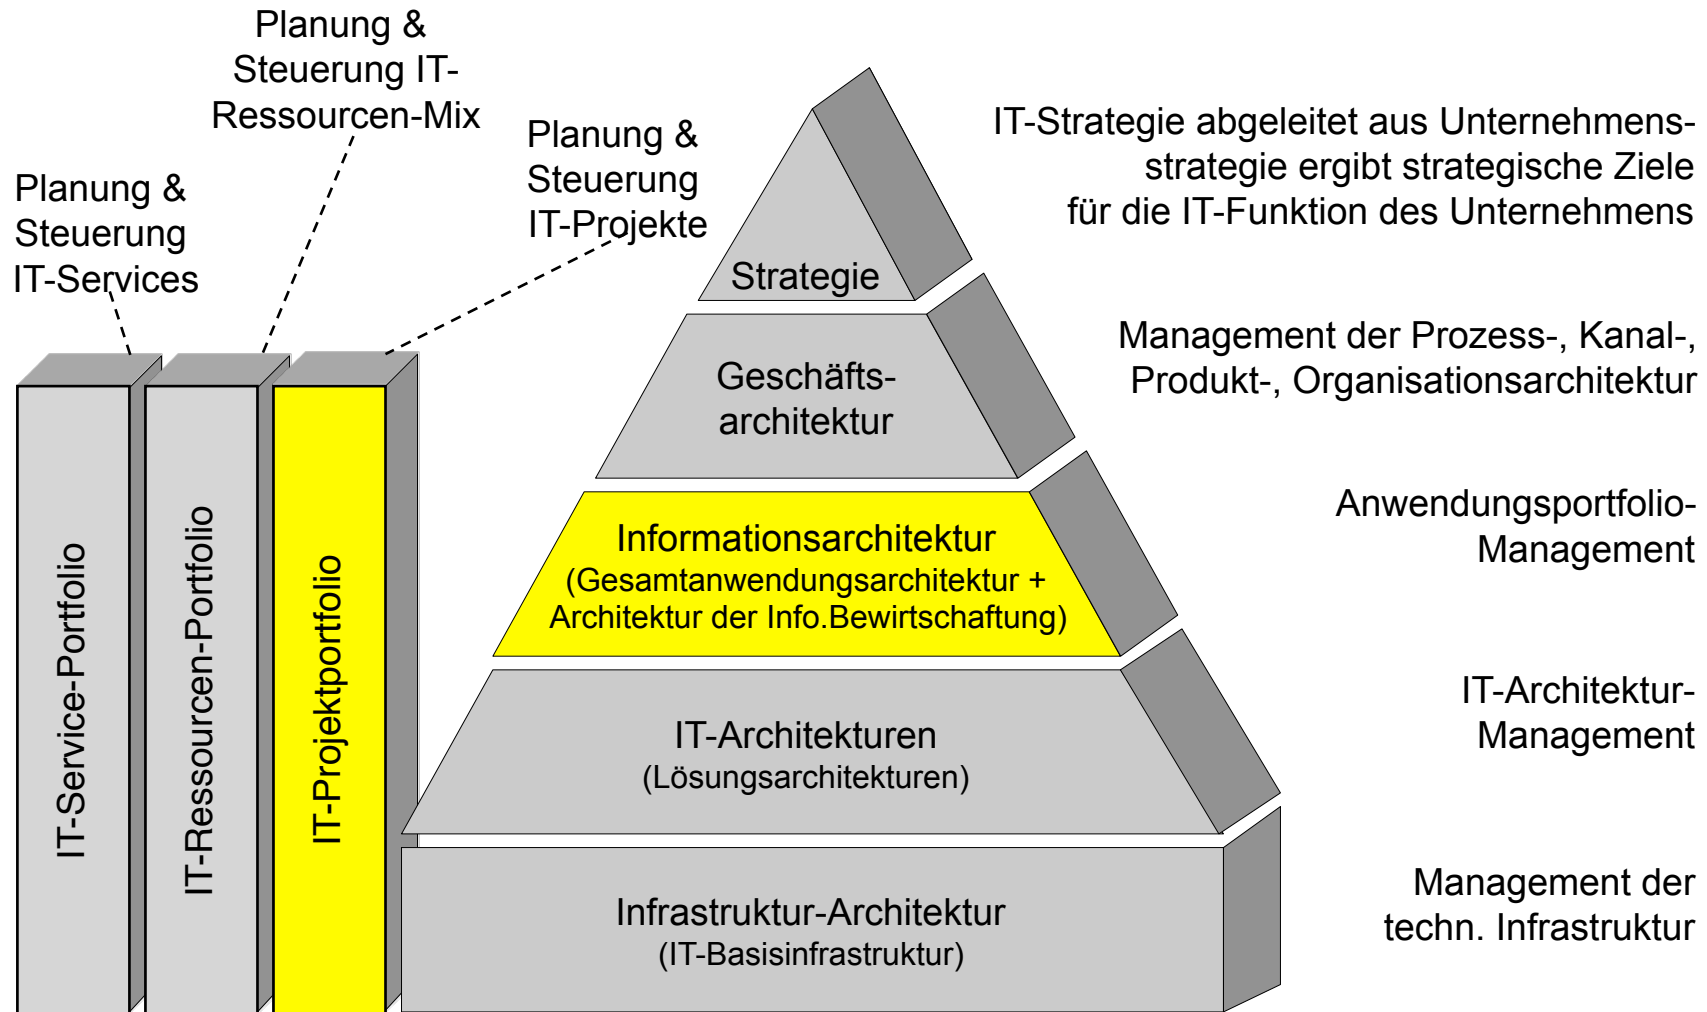 Planung &
Steuerung IT-
Ressourcen-Mix
Planung &
Steuerung
IT-Services
Planung &
Steuerung
IT-Projekte
IT-Service-Portfolio
IT-Ressourcen-Portfolio
IT-Projektportfolio
Strategie
IT-Strategie abgeleitet aus Unternehmens-
strategie ergibt strategische Ziele
für die IT-Funktion des Unternehmens
Geschäfts-
architektur
Management der Prozess-, Kanal-,
Produkt-, Organisationsarchitektur
Informationsarchitektur
(Gesamtanwendungsarchitektur +
Architektur der Info.Bewirtschaftung)
Anwendungsportfolio-
Management
IT-Architekturen
(Lösungsarchitekturen)
IT-Architektur-
Management
Infrastruktur-Architektur
(IT-Basisinfrastruktur)
Management der
techn. Infrastruktur